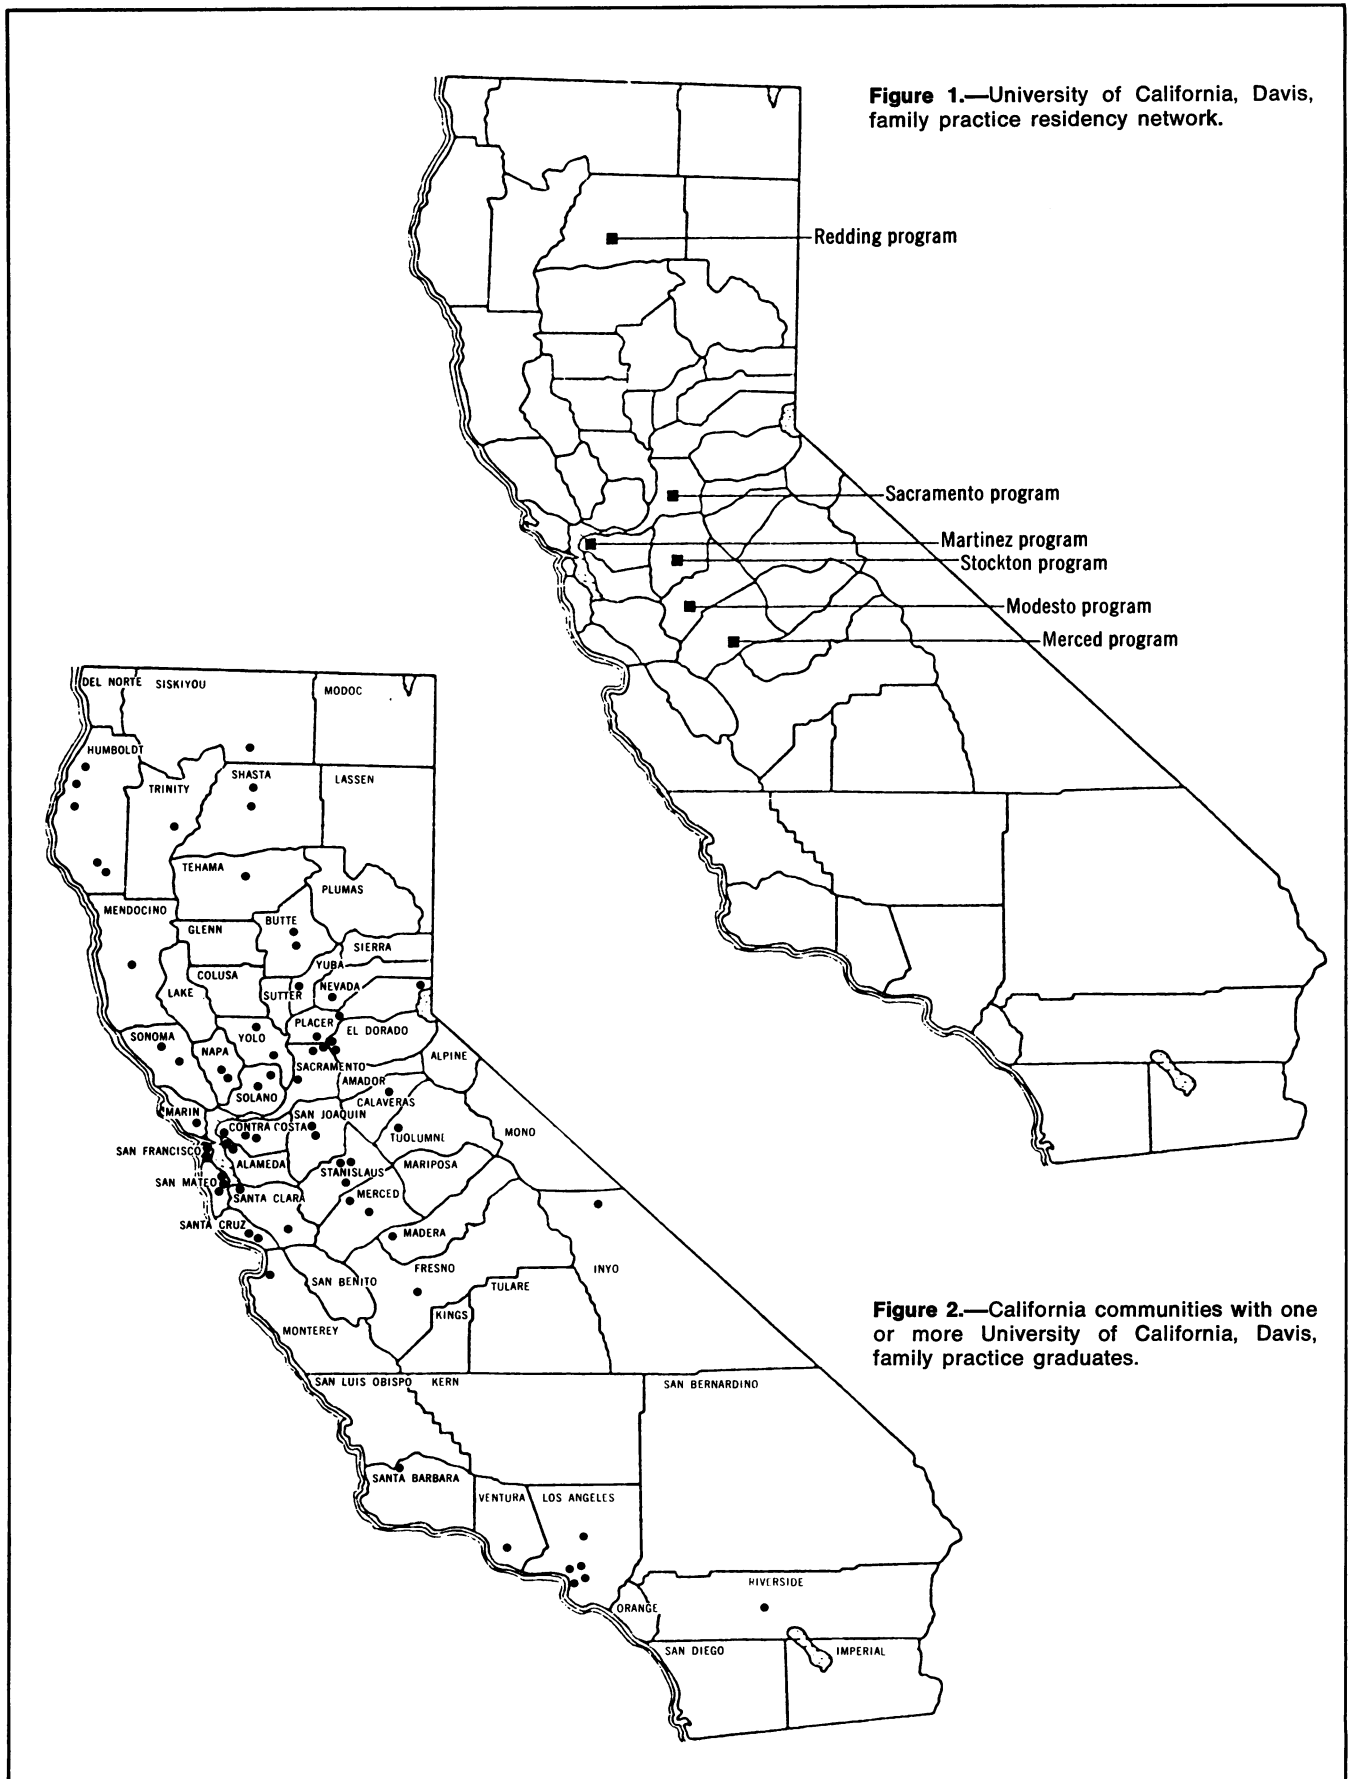 Figure 1.—University of California, Davis,
family practice residency network.
Redding program
Sacramento program
Martinez program
Stockton program
Modesto program
Merced program
DEL NORTE
SISKIYOU
MODOC
HUMBOLDT
TRINITY
SHASTA
LASSEN
TEHAMA
PLUMAS
MENDOCINO
GLENN
BUTTE
SIERRA
COLUSA
YUBA
LAKE
SUTTER
NEVADA
PLACER
EL DORADO
SONOMA
YOLO
NAPA
ALPINE
SACRAMENTO
AMADOR
SOLANO
CALAVERAS
MARIN
SAN JOAQUIN
CONTRA COSTA
TUOLUMNE
MONO
SAN FRANCISCO
ALAMEDA
STANISLAUS
MARIPOSA
SAN MATEO
SANTA CLARA
MERCED
SANTA CRUZ
MADERA
FRESNO
INYO
SAN BENITO
TULARE
KINGS
MONTEREY
Figure 2.—California communities with one
or more University of California, Davis,
family practice graduates.
SAN LUIS OBISPO
KERN
SAN BERNARDINO
SANTA BARBARA
VENTURA
LOS ANGELES
RIVERSIDE
ORANGE
SAN DIEGO
IMPERIAL